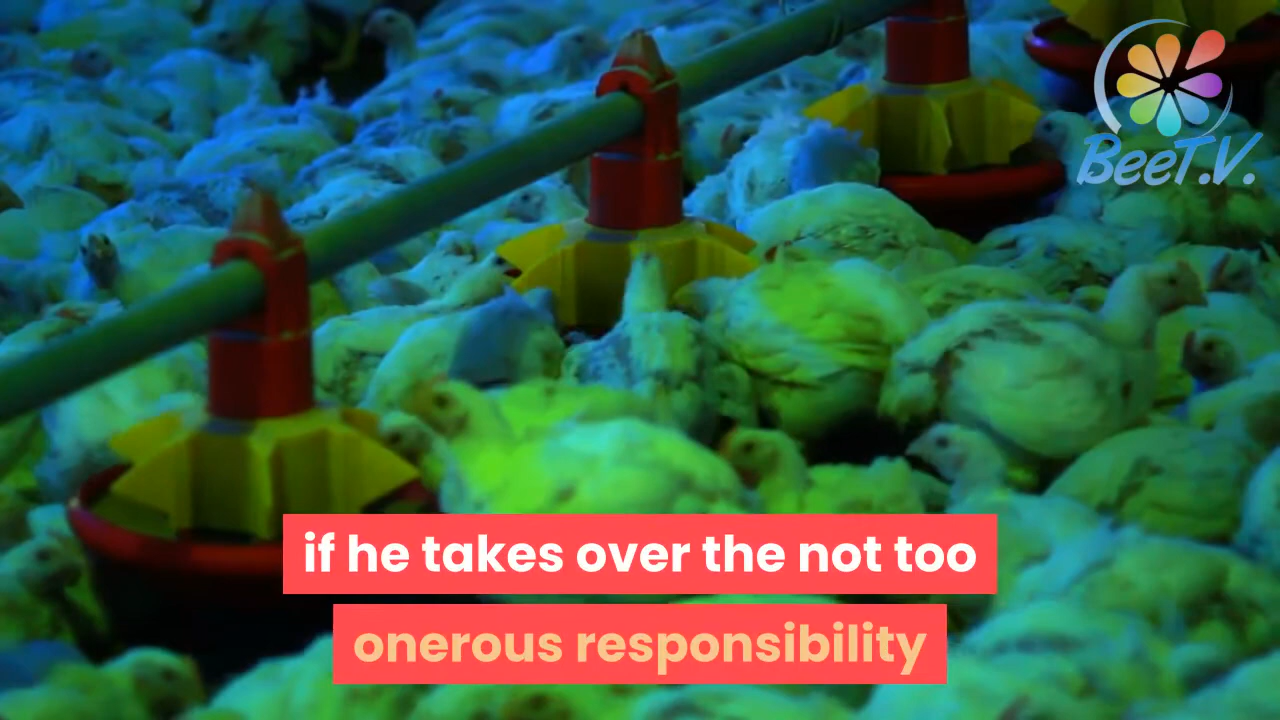 BeeT.V.
if he takes over the not too
onerous responsibility